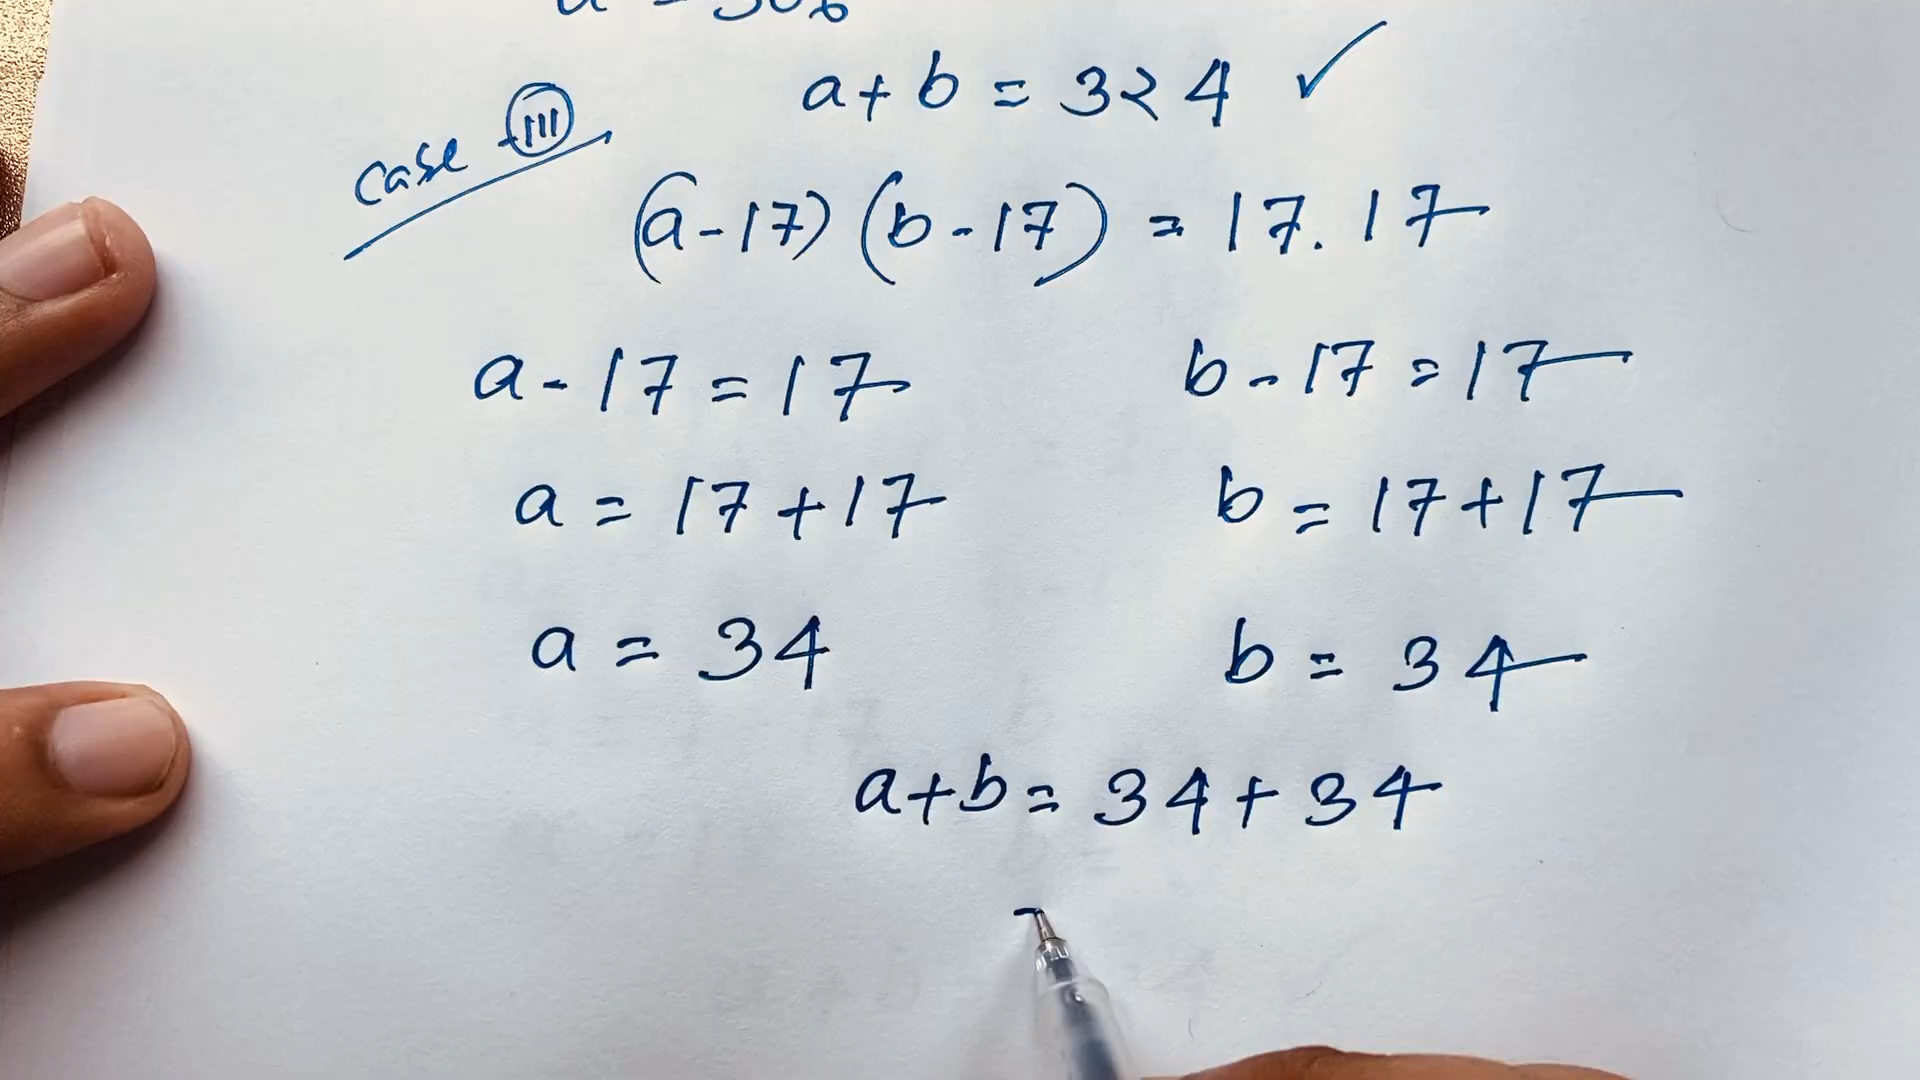 a + b = 324 ✓
case - III
(a - 17) (b - 17) = 17 . 17
a - 17 = 17
b - 17 = 17
a = 17 + 17
b = 17 + 17
a = 34
b = 34
a + b = 34 + 34